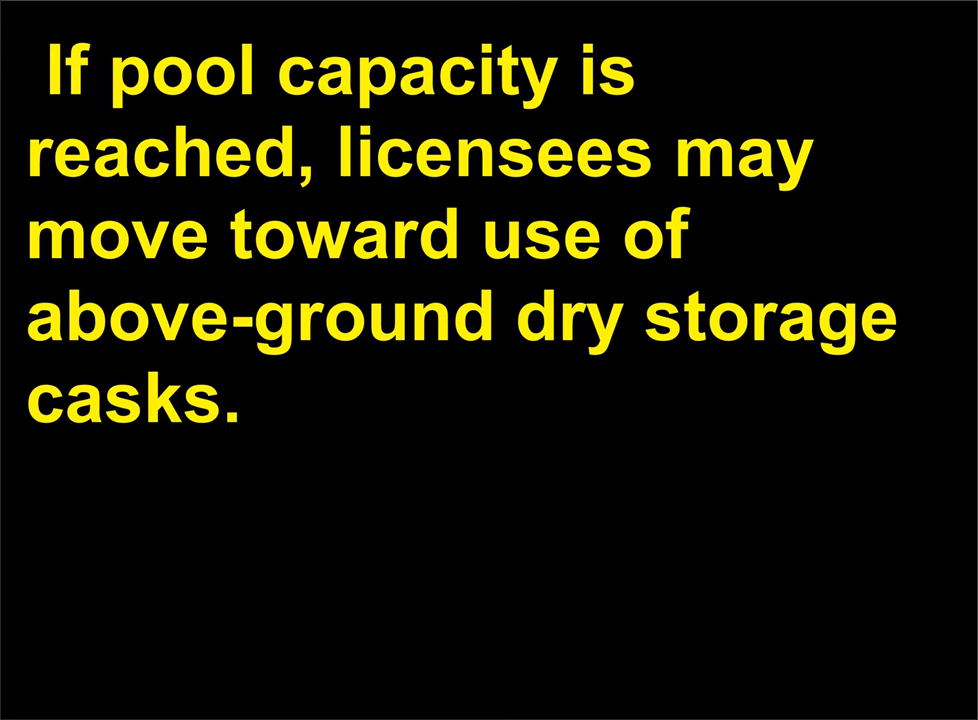 If pool capacity is
reached, licensees may
move toward use of
above-ground dry storage
casks.